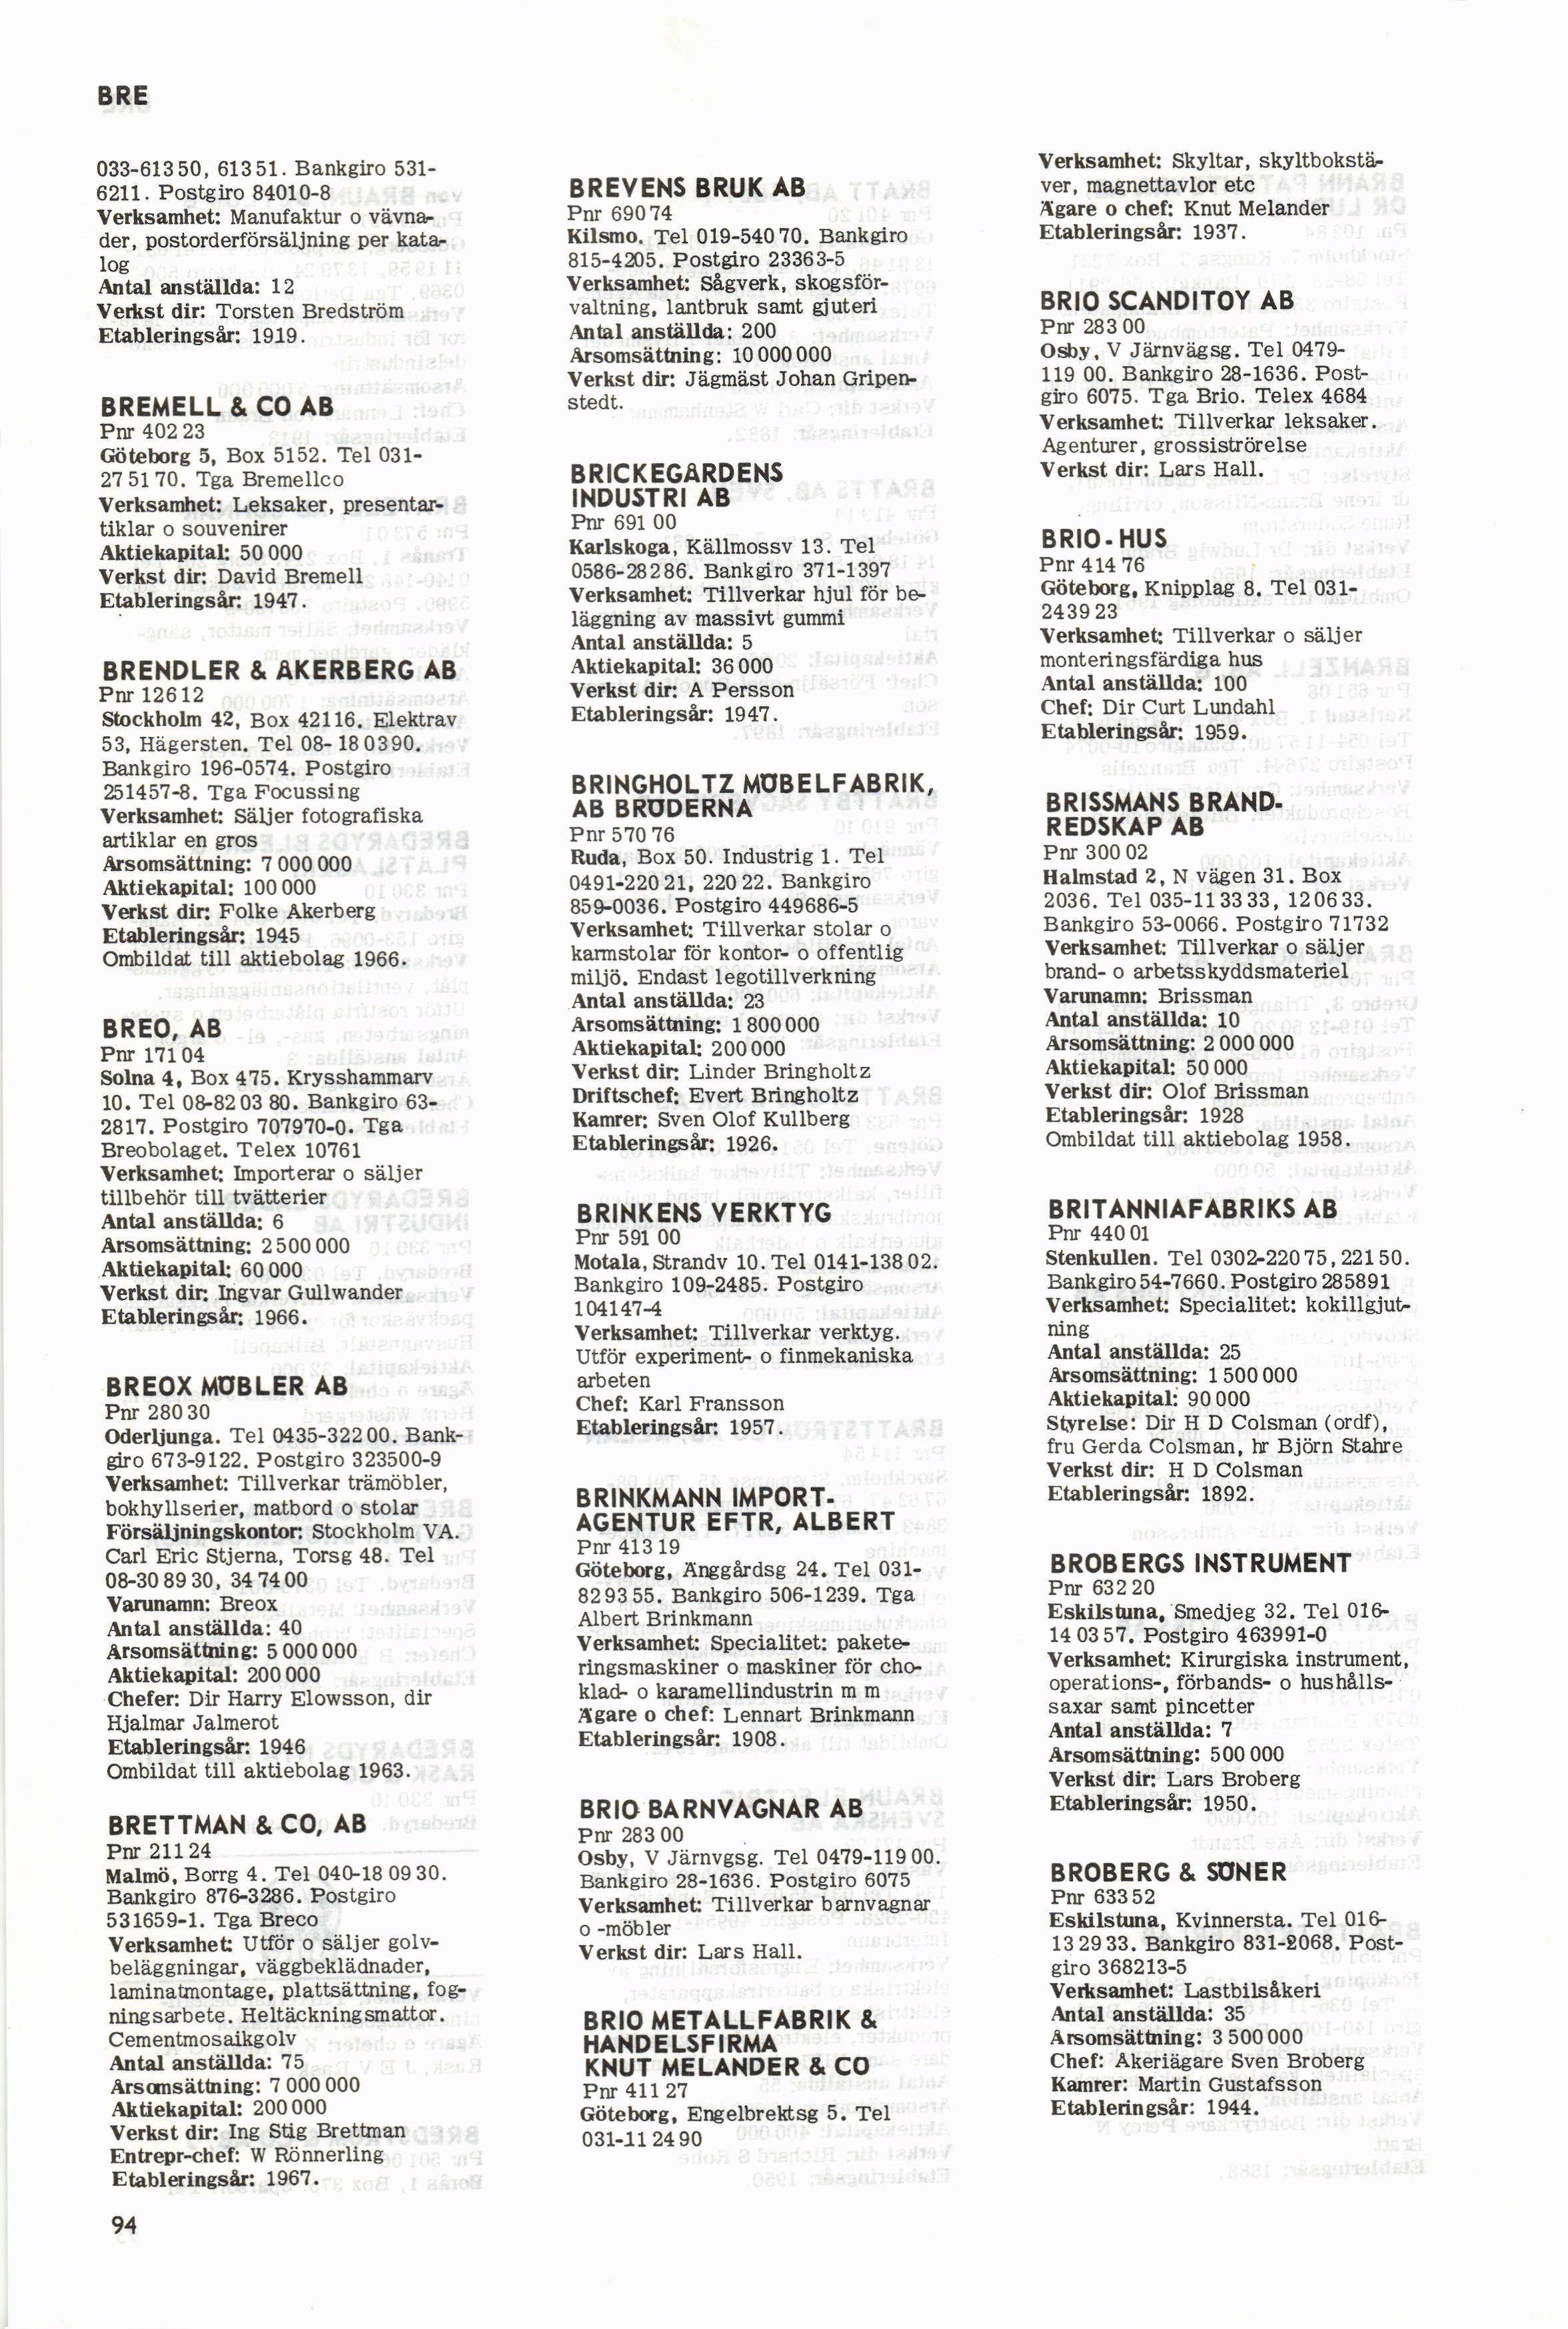 BRE
033-613 50, 613 51. Bankgiro 531-
6211. Postgiro 84010-8
Verksamhet: Manufaktur o vävna-
der, postorderförsäljning per kata-
log
Antal anställda: 12
Verkst dir: Torsten Bredström
Etableringsår: 1919.
BREMELL & CO AB
Pnr 402 23
Göteborg 5, Box 5152. Tel 031-
27 51 70. Tga Bremellco
Verksamhet: Leksaker, presentar-
tiklar o souvenirer
Aktiekapital: 50 000
Verkst dir: David Bremell
Etableringsår: 1947.
BRENDLER & ÅKERBERG AB
Pnr 126 12
Stockholm 42, Box 42116. Elektrav
53, Hägersten. Tel 08-18 03 90.
Bankgiro 196-0574. Postgiro
251457-8. Tga Focussing
Verksamhet: Säljer fotografiska
artiklar en gros
Årsomsättning: 7 000 000
Aktiekapital: 100 000
Verkst dir: Folke Åkerberg
Etableringsår: 1945
Ombildat till aktiebolag 1966.
BREO, AB
Pnr 171 04
Solna 4, Box 475. Krysshammarv
10. Tel 08-82 03 80. Bankgiro 63-
2817. Postgiro 707970-0. Tga
Breobolaget. Telex 10761
Verksamhet: Importerar o säljer
tillbehör till tvätterier
Antal anställda: 6
Årsomsättning: 2 500 000
Aktiekapital: 60 000
Verkst dir: Ingvar Gullwander
Etableringsår: 1966.
BREOX MÖBLER AB
Pnr 280 30
Oderljunga. Tel 0435-322 00. Bank-
giro 673-9122. Postgiro 323500-9
Verksamhet: Tillverkar trämöbler,
bokhyllserier, matbord o stolar
Försäljningskontor: Stockholm VA.
Carl Eric Stjerna, Torsg 48. Tel
08-30 89 30, 34 74 00
Varunamn: Breox
Antal anställda: 40
Årsomsättning: 5 000 000
Aktiekapital: 200 000
Chefer: Dir Harry Elowsson, dir
Hjalmar Jalmerot
Etableringsår: 1946
Ombildat till aktiebolag 1963.
BRETTMAN & CO, AB
Pnr 211 24
Malmö, Borrg 4. Tel 040-18 09 30.
Bankgiro 876-3286. Postgiro
531659-1. Tga Breco
Verksamhet: Utför o säljer golv-
beläggningar, väggbeklädnader,
laminatmontage, plattsättning, fog-
ningsarbete. Heltäckningsmattor.
Cementmosaikgolv
Antal anställda: 75
Årsomsättning: 7 000 000
Aktiekapital: 200 000
Verkst dir: Ing Stig Brettman
Entrepr-chef: W Rönnerling
Etableringsår: 1967.
94
BREVENS BRUK AB
Pnr 690 74
Kilsmo. Tel 019-540 70. Bankgiro
815-4205. Postgiro 23363-5
Verksamhet: Sågverk, skogsför-
valtning, lantbruk samt gjuteri
Antal anställda: 200
Årsomsättning: 10 000 000
Verkst dir: Jägmäst Johan Gripen-
stedt.
BRICKEGÅRDENS
INDUSTRI AB
Pnr 691 00
Karlskoga, Källmossv 13. Tel
0586-282 86. Bankgiro 371-1397
Verksamhet: Tillverkar hjul för be-
läggning av massivt gummi
Antal anställda: 5
Aktiekapital: 36 000
Verkst dir: A Persson
Etableringsår: 1947.
BRINGHOLTZ MÖBELFABRIK,
AB BRÖDERNA
Pnr 570 76
Ruda, Box 50. Industrig 1. Tel
0491-220 21, 220 22. Bankgiro
859-0036. Postgiro 449686-5
Verksamhet: Tillverkar stolar o
karmstolar för kontor- o offentlig
miljö. Endast legotillverkning
Antal anställda: 23
Årsomsättning: 1 800 000
Aktiekapital: 200 000
Verkst dir: Linder Bringholtz
Driftschef: Evert Bringholtz
Kamrer: Sven Olof Kullberg
Etableringsår: 1926.
BRINKENS VERKTYG
Pnr 591 00
Motala, Strandv 10. Tel 0141-138 02.
Bankgiro 109-2485. Postgiro
104147-4
Verksamhet: Tillverkar verktyg.
Utför experiment- o finmekaniska
arbeten
Chef: Karl Fransson
Etableringsår: 1957.
BRINKMANN IMPORT-
AGENTUR EFTR, ALBERT
Pnr 413 19
Göteborg, Änggårdsg 24. Tel 031-
82 93 55. Bankgiro 506-1239. Tga
Albert Brinkmann
Verksamhet: Specialitet: pakete-
ringsmaskiner o maskiner för cho-
klad- o karamellindustrin m m
Ägare o chef: Lennart Brinkmann
Etableringsår: 1908.
BRIO BARNVAGNAR AB
Pnr 283 00
Osby, V Järnvgsg. Tel 0479-119 00.
Bankgiro 28-1636. Postgiro 6075
Verksamhet: Tillverkar barnvagnar
o -möbler
Verkst dir: Lars Hall.
BRIO METALLFABRIK &
HANDELSFIRMA
KNUT MELANDER & CO
Pnr 411 27
Göteborg, Engelbrektsg 5. Tel
031-11 24 90
Verksamhet: Skyltar, skyltbokstä-
ver, magnettavlor etc
Ägare o chef: Knut Melander
Etableringsår: 1937.
BRIO SCANDITOY AB
Pnr 283 00
Osby, V Järnvägsg. Tel 0479-
119 00. Bankgiro 28-1636. Post-
giro 6075. Tga Brio. Telex 4684
Verksamhet: Tillverkar leksaker.
Agenturer, grossiströrelse
Verkst dir: Lars Hall.
BRIO-HUS
Pnr 414 76
Göteborg, Knipplag 8. Tel 031-
24 39 23
Verksamhet: Tillverkar o säljer
monteringsfärdiga hus
Antal anställda: 100
Chef: Dir Curt Lundahl
Etableringsår: 1959.
BRISSMANS BRAND-
REDSKAP AB
Pnr 300 02
Halmstad 2, N vägen 31. Box
2036. Tel 035-11 33 33, 12 06 33.
Bankgiro 53-0066. Postgiro 71732
Verksamhet: Tillverkar o säljer
brand- o arbetsskyddsmateriel
Varunamn: Brissman
Antal anställda: 10
Årsomsättning: 2 000 000
Aktiekapital: 50 000
Verkst dir: Olof Brissman
Etableringsår: 1928
Ombildat till aktiebolag 1958.
BRITANNIAFABRIKS AB
Pnr 440 01
Stenkullen. Tel 0302-220 75, 221 50.
Bankgiro 54-7660. Postgiro 285891
Verksamhet: Specialitet: kokillgjut-
ning
Antal anställda: 25
Årsomsättning: 1 500 000
Aktiekapital: 90 000
Styrelse: Dir H D Colsman (ordf),
fru Gerda Colsman, hr Björn Stahre
Verkst dir: H D Colsman
Etableringsår: 1892.
BROBERGS INSTRUMENT
Pnr 632 20
Eskilstuna, Smedjeg 32. Tel 016-
14 03 57. Postgiro 463991-0
Verksamhet: Kirurgiska instrument,
operations-, förbands- o hushålls-
saxar samt pincetter
Antal anställda: 7
Årsomsättning: 500 000
Verkst dir: Lars Broberg
Etableringsår: 1950.
BROBERG & SÖNER
Pnr 633 52
Eskilstuna, Kvinnersta. Tel 016-
13 29 33. Bankgiro 831-2068. Post-
giro 368213-5
Verksamhet: Lastbilsåkeri
Antal anställda: 35
Årsomsättning: 3 500 000
Chef: Åkeriägare Sven Broberg
Kamrer: Martin Gustafsson
Etableringsår: 1944.